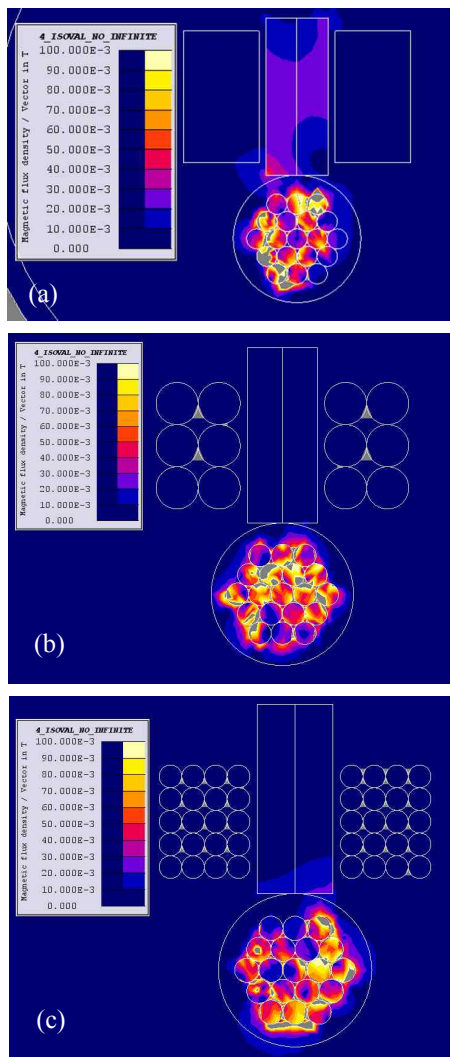 4_ISOVAL_NO_INFINITE
Magnetic flux density / Vector in T
100.000E-3
90.000E-3
80.000E-3
70.000E-3
60.000E-3
50.000E-3
40.000E-3
30.000E-3
20.000E-3
10.000E-3
0.000
(a)
4_ISOVAL_NO_INFINITE
Magnetic flux density / Vector in T
100.000E-3
90.000E-3
80.000E-3
70.000E-3
60.000E-3
50.000E-3
40.000E-3
30.000E-3
20.000E-3
10.000E-3
0.000
(b)
4_ISOVAL_NO_INFINITE
Magnetic flux density / Vector in T
100.000E-3
90.000E-3
80.000E-3
70.000E-3
60.000E-3
50.000E-3
40.000E-3
30.000E-3
20.000E-3
10.000E-3
0.000
(c)